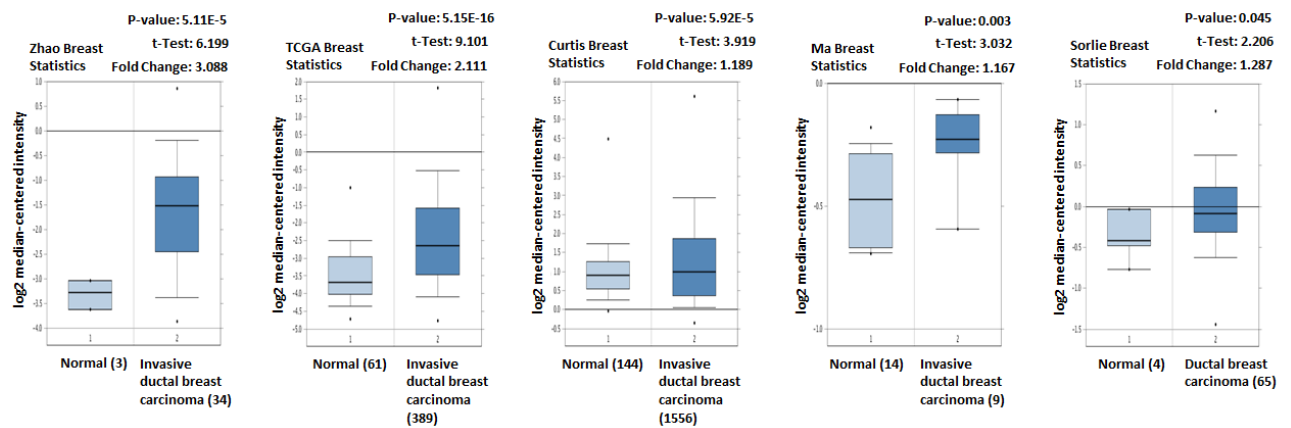 P-value: 5.11E-5
t-Test: 6.199
Zhao Breast
Statistics
Fold Change: 3.088
log2 median-centered intensity
1.0
0.5
0.0
-0.5
-1.0
-1.5
-2.0
-2.5
-3.0
-3.5
-4.0
1
2
Normal (3)
Invasive
ductal breast
carcinoma (34)
P-value: 5.15E-16
t-Test: 9.101
TCGA Breast
Statistics
Fold Change: 2.111
log2 median-centered intensity
2.0
1.5
1.0
0.5
0.0
-0.5
-1.0
-1.5
-2.0
-2.5
-3.0
-3.5
-4.0
-4.5
-5.0
1
2
Normal (61)
Invasive
ductal breast
carcinoma
(389)
P-value: 5.92E-5
t-Test: 3.919
Curtis Breast
Statistics
Fold Change: 1.189
log2 median-centered intensity
6.0
5.5
5.0
4.5
4.0
3.5
3.0
2.5
2.0
1.5
1.0
0.5
0.0
-0.5
1
2
Normal (144)
Invasive
ductal breast
carcinoma
(1556)
P-value: 0.003
t-Test: 3.032
Ma Breast
Statistics
Fold Change: 1.167
log2 median-centered intensity
0.0
-0.5
-1.0
1
2
Normal (14)
Invasive
ductal breast
carcinoma (9)
P-value: 0.045
t-Test: 2.206
Sorlie Breast
Statistics
Fold Change: 1.287
log2 median-centered intensity
1.5
1.0
0.5
0.0
-0.5
-1.0
-1.5
1
2
Normal (4)
Ductal breast
carcinoma (65)